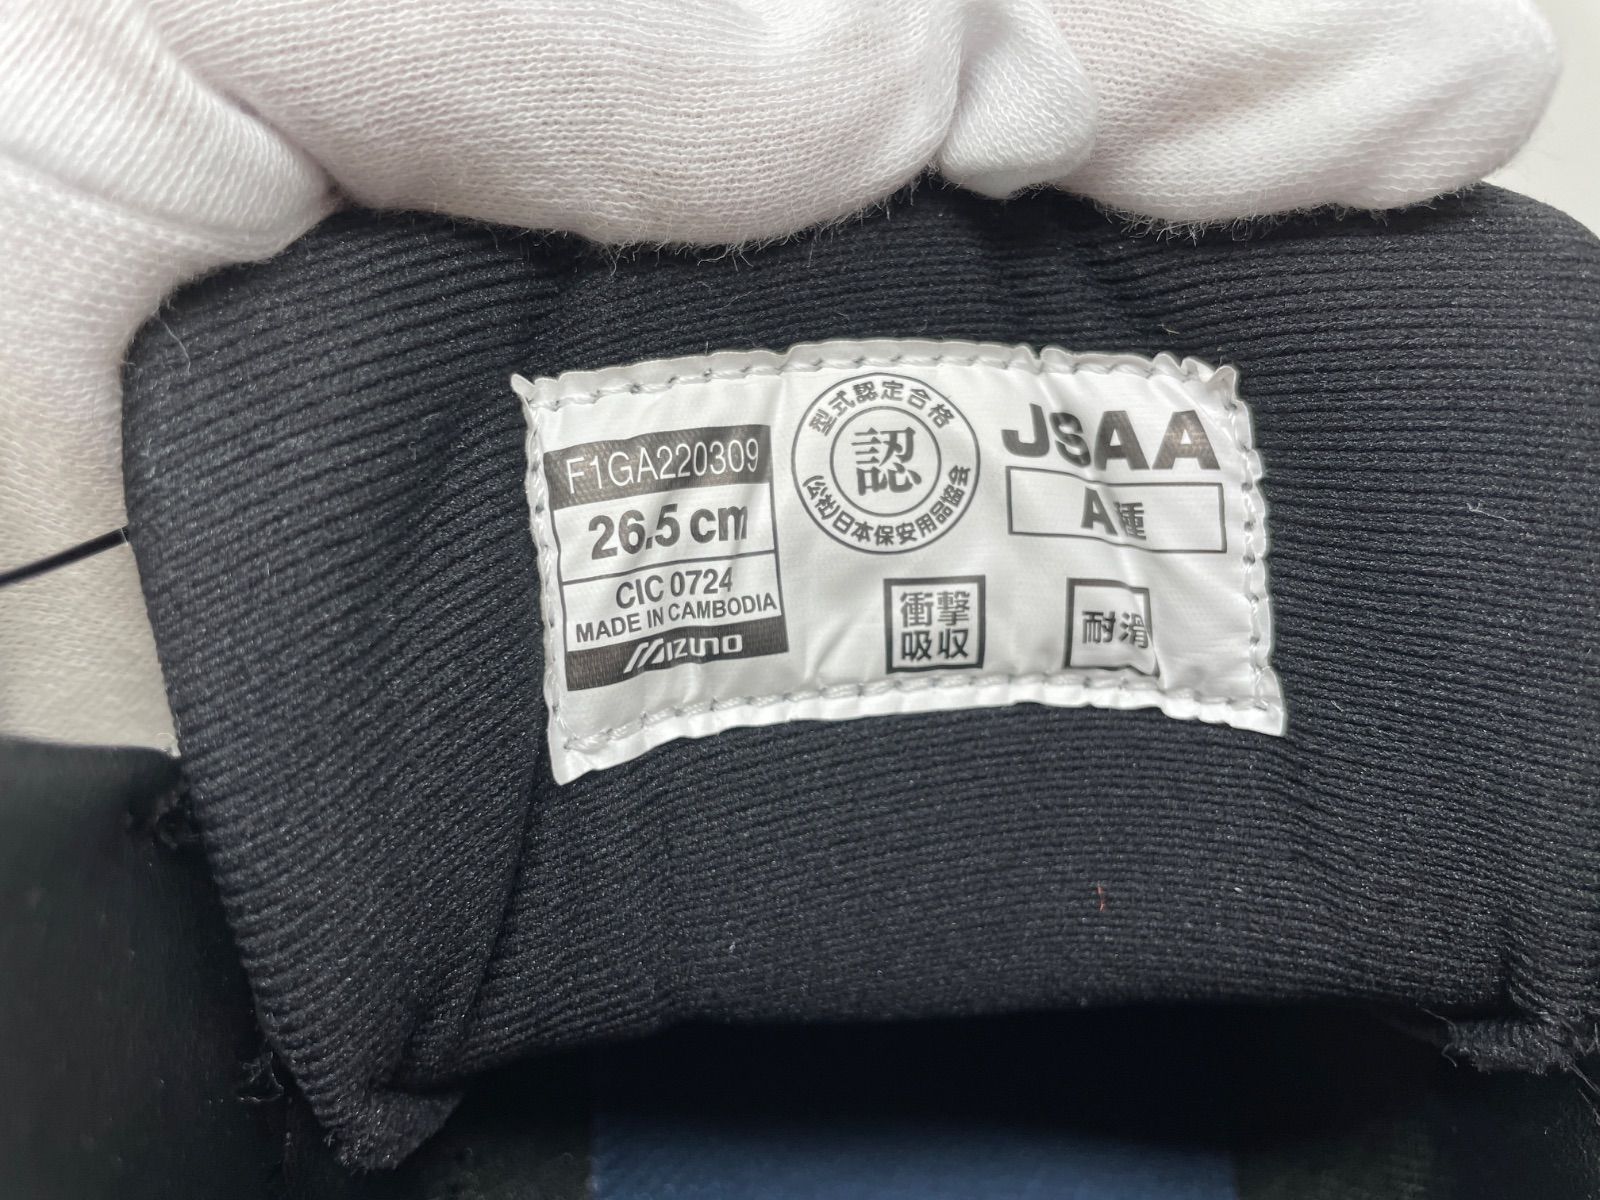 F1GA220309
26.5 cm
CIC 0724
MADE IN CAMBODIA
MIZUNO
型式認定合格
認
(公社)日本保安用品協会
JSAA
A種
衝撃
吸収
耐滑